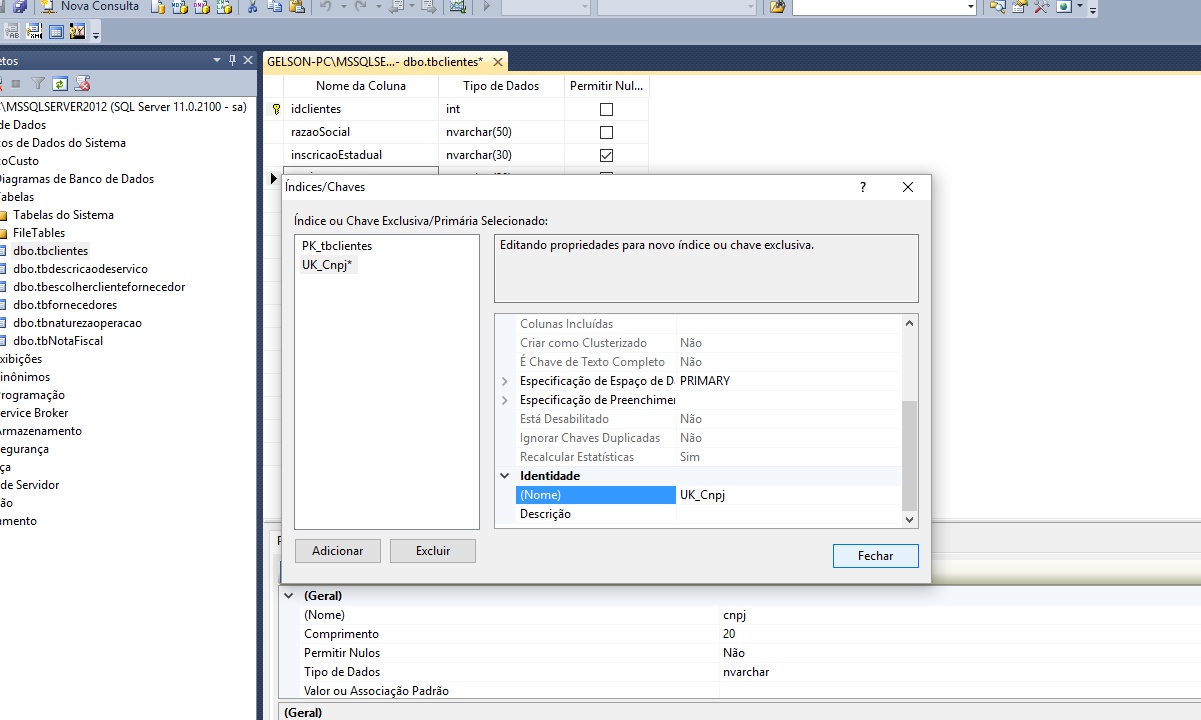 Nova Consulta
GELSON-PC\MSSQLSE...- dbo.tbclientes*
Nome da Coluna Tipo de Dados Permitir Nul...
idclientes int
razaoSocial nvarchar(50)
inscricaoEstadual nvarchar(30)
etos
\MSSQLSERVER2012 (SQL Server 11.0.2100 - sa)
de Dados
os de Dados do Sistema
oCusto
Diagramas de Banco de Dados
Tabelas
Tabelas do Sistema
FileTables
dbo.tbclientes
dbo.tbdescricaodeservico
dbo.tbescolherclientefornecedor
dbo.tbfornecedores
dbo.tbnaturezaoperacao
dbo.tbNotaFiscal
xibições
inônimos
rogramação
ervice Broker
Armazenamento
egurança
ça
de Servidor
ão
amento
Índices/Chaves
?
Índice ou Chave Exclusiva/Primária Selecionado:
PK_tbclientes
UK_Cnpj*
Editando propriedades para novo índice ou chave exclusiva.
Colunas Incluídas
Criar como Clusterizado Não
É Chave de Texto Completo Não
Especificação de Espaço de D PRIMARY
Especificação de Preenchimer
Está Desabilitado Não
Ignorar Chaves Duplicadas Não
Recalcular Estatísticas Sim
Identidade
(Nome) UK_Cnpj
Descrição
Adicionar Excluir Fechar
(Geral)
(Nome) cnpj
Comprimento 20
Permitir Nulos Não
Tipo de Dados nvarchar
Valor ou Associação Padrão
(Geral)